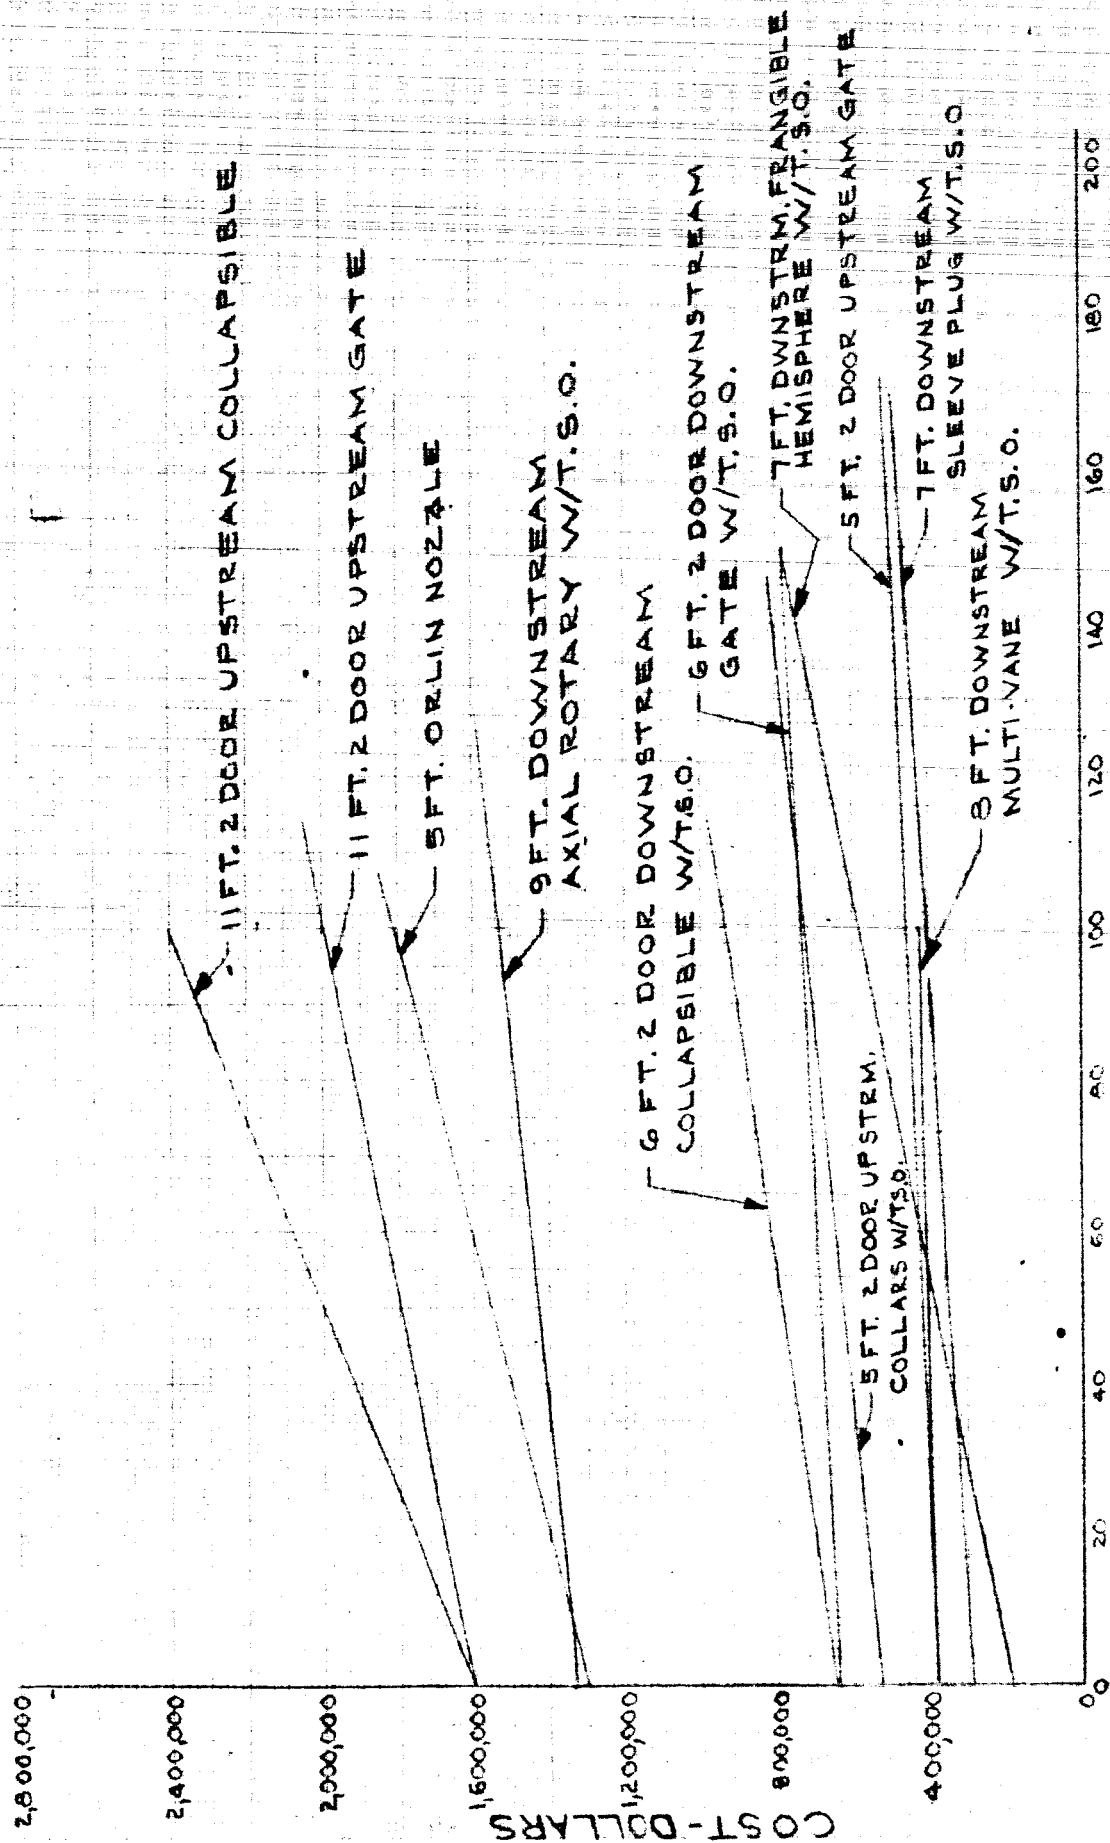 COST-DOLLARS
2,800,000
2,400,000
2,000,000
1,600,000
1,200,000
800,000
400,000
0
0
20
40
60
80
100
120
140
160
180
200
11 FT. 2 DOOR UPSTREAM COLLAPSIBLE
11 FT. 2 DOOR UPSTREAM GATE
5 FT. ORLIN NOZZLE
9 FT. DOWNSTREAM
AXIAL ROTARY W/T.S.O.
6 FT. 2 DOOR DOWNSTREAM
COLLAPSIBLE W/T.S.O.
6 FT. 2 DOOR DOWNSTREAM
GATE W/T.S.O.
7 FT. DWNSTRM. FRANGIBLE
HEMISPHERE W/T.S.O.
5 FT. 2 DOOR UPSTREAM GATE
7 FT. DOWNSTREAM
SLEEVE PLUG W/T.S.O
8 FT. DOWNSTREAM
MULTI-VANE W/T.S.O.
5 FT. 2 DOOR UPSTRM.
COLLARS W/T.S.O.